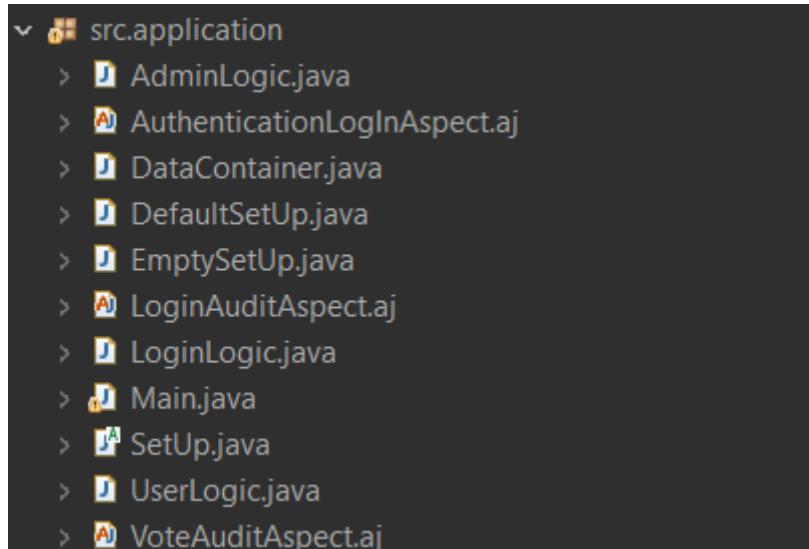 src.application
AdminLogic.java
AuthenticationLogInAspect.aj
DataContainer.java
DefaultSetUp.java
EmptySetUp.java
LoginAuditAspect.aj
LoginLogic.java
Main.java
SetUp.java
UserLogic.java
VoteAuditAspect.aj